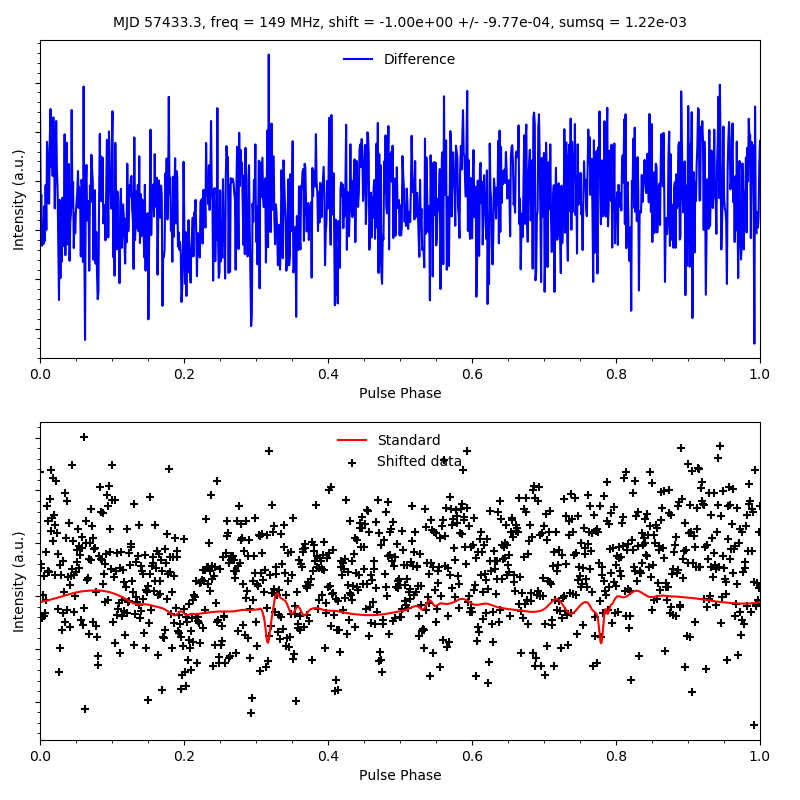 MJD 57433.3, freq = 149 MHz, shift = -1.00e+00 +/- -9.77e-04, sumsq = 1.22e-03
Difference
Intensity (a.u.)
0.0 0.2 0.4 0.6 0.8 1.0
Pulse Phase
Standard
Shifted data
Intensity (a.u.)
0.0 0.2 0.4 0.6 0.8 1.0
Pulse Phase